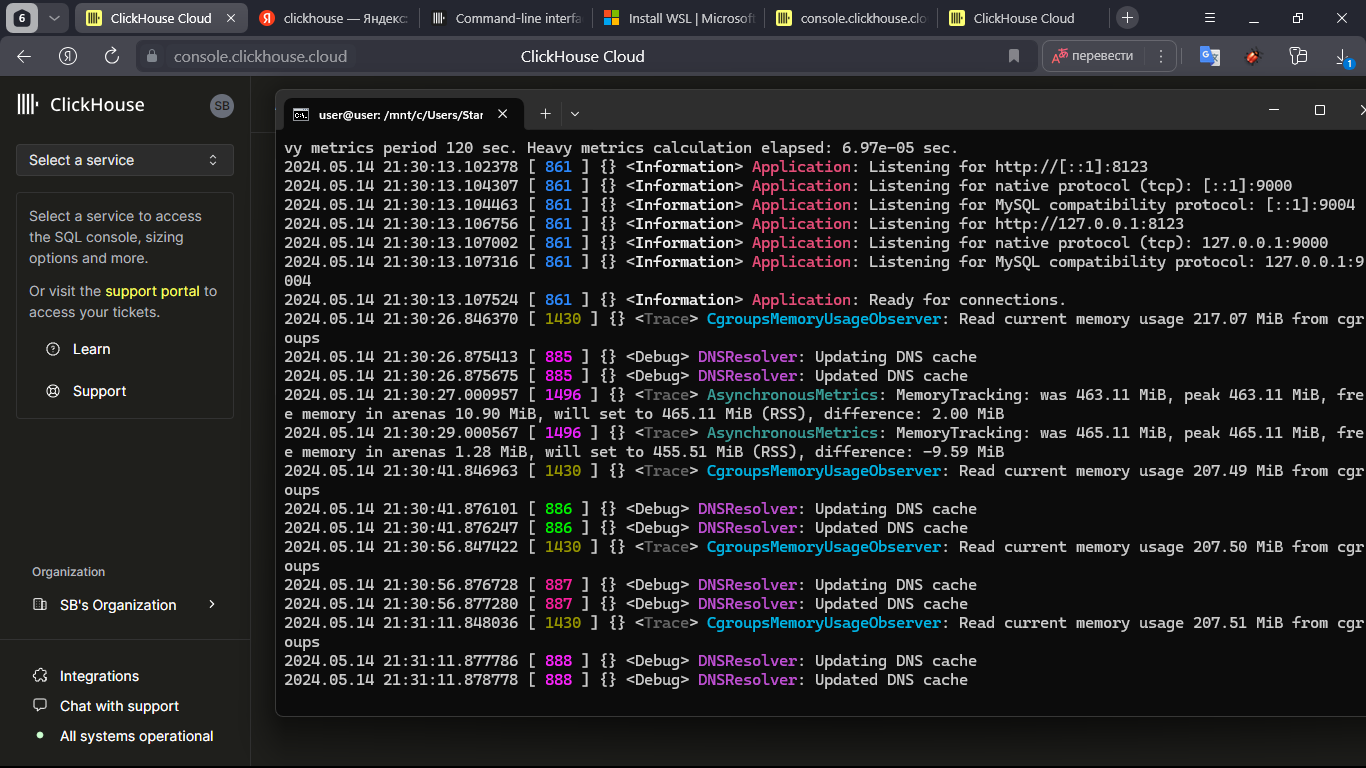 6
ClickHouse Cloud
clickhouse — Яндекс
Command-line interfa
Install WSL | Microsof
console.clickhouse.clo
ClickHouse Cloud
console.clickhouse.cloud
ClickHouse Cloud
перевести
1
ClickHouse
SB
Select a service
Select a service to access
the SQL console, sizing
options and more.
Or visit the support portal to
access your tickets.
Learn
Support
Organization
SB's Organization
Integrations
Chat with support
All systems operational
user@user: /mnt/c/Users/Star
vy metrics period 120 sec. Heavy metrics calculation elapsed: 6.97e-05 sec.
2024.05.14 21:30:13.102378 [ 861 ] {} <Information> Application: Listening for http://[::1]:8123
2024.05.14 21:30:13.104307 [ 861 ] {} <Information> Application: Listening for native protocol (tcp): [::1]:9000
2024.05.14 21:30:13.104463 [ 861 ] {} <Information> Application: Listening for MySQL compatibility protocol: [::1]:9004
2024.05.14 21:30:13.106756 [ 861 ] {} <Information> Application: Listening for http://127.0.0.1:8123
2024.05.14 21:30:13.107002 [ 861 ] {} <Information> Application: Listening for native protocol (tcp): 127.0.0.1:9000
2024.05.14 21:30:13.107316 [ 861 ] {} <Information> Application: Listening for MySQL compatibility protocol: 127.0.0.1:9
004
2024.05.14 21:30:13.107524 [ 861 ] {} <Information> Application: Ready for connections.
2024.05.14 21:30:26.846370 [ 1430 ] {} <Trace> CgroupsMemoryUsageObserver: Read current memory usage 217.07 MiB from cgr
oups
2024.05.14 21:30:26.875413 [ 885 ] {} <Debug> DNSResolver: Updating DNS cache
2024.05.14 21:30:26.875675 [ 885 ] {} <Debug> DNSResolver: Updated DNS cache
2024.05.14 21:30:27.000957 [ 1496 ] {} <Trace> AsynchronousMetrics: MemoryTracking: was 463.11 MiB, peak 463.11 MiB, fre
e memory in arenas 10.90 MiB, will set to 465.11 MiB (RSS), difference: 2.00 MiB
2024.05.14 21:30:29.000567 [ 1496 ] {} <Trace> AsynchronousMetrics: MemoryTracking: was 465.11 MiB, peak 465.11 MiB, fre
e memory in arenas 1.28 MiB, will set to 455.51 MiB (RSS), difference: -9.59 MiB
2024.05.14 21:30:41.846963 [ 1430 ] {} <Trace> CgroupsMemoryUsageObserver: Read current memory usage 207.49 MiB from cgr
oups
2024.05.14 21:30:41.876101 [ 886 ] {} <Debug> DNSResolver: Updating DNS cache
2024.05.14 21:30:41.876247 [ 886 ] {} <Debug> DNSResolver: Updated DNS cache
2024.05.14 21:30:56.847422 [ 1430 ] {} <Trace> CgroupsMemoryUsageObserver: Read current memory usage 207.50 MiB from cgr
oups
2024.05.14 21:30:56.876728 [ 887 ] {} <Debug> DNSResolver: Updating DNS cache
2024.05.14 21:30:56.877280 [ 887 ] {} <Debug> DNSResolver: Updated DNS cache
2024.05.14 21:31:11.848036 [ 1430 ] {} <Trace> CgroupsMemoryUsageObserver: Read current memory usage 207.51 MiB from cgr
oups
2024.05.14 21:31:11.877786 [ 888 ] {} <Debug> DNSResolver: Updating DNS cache
2024.05.14 21:31:11.878778 [ 888 ] {} <Debug> DNSResolver: Updated DNS cache